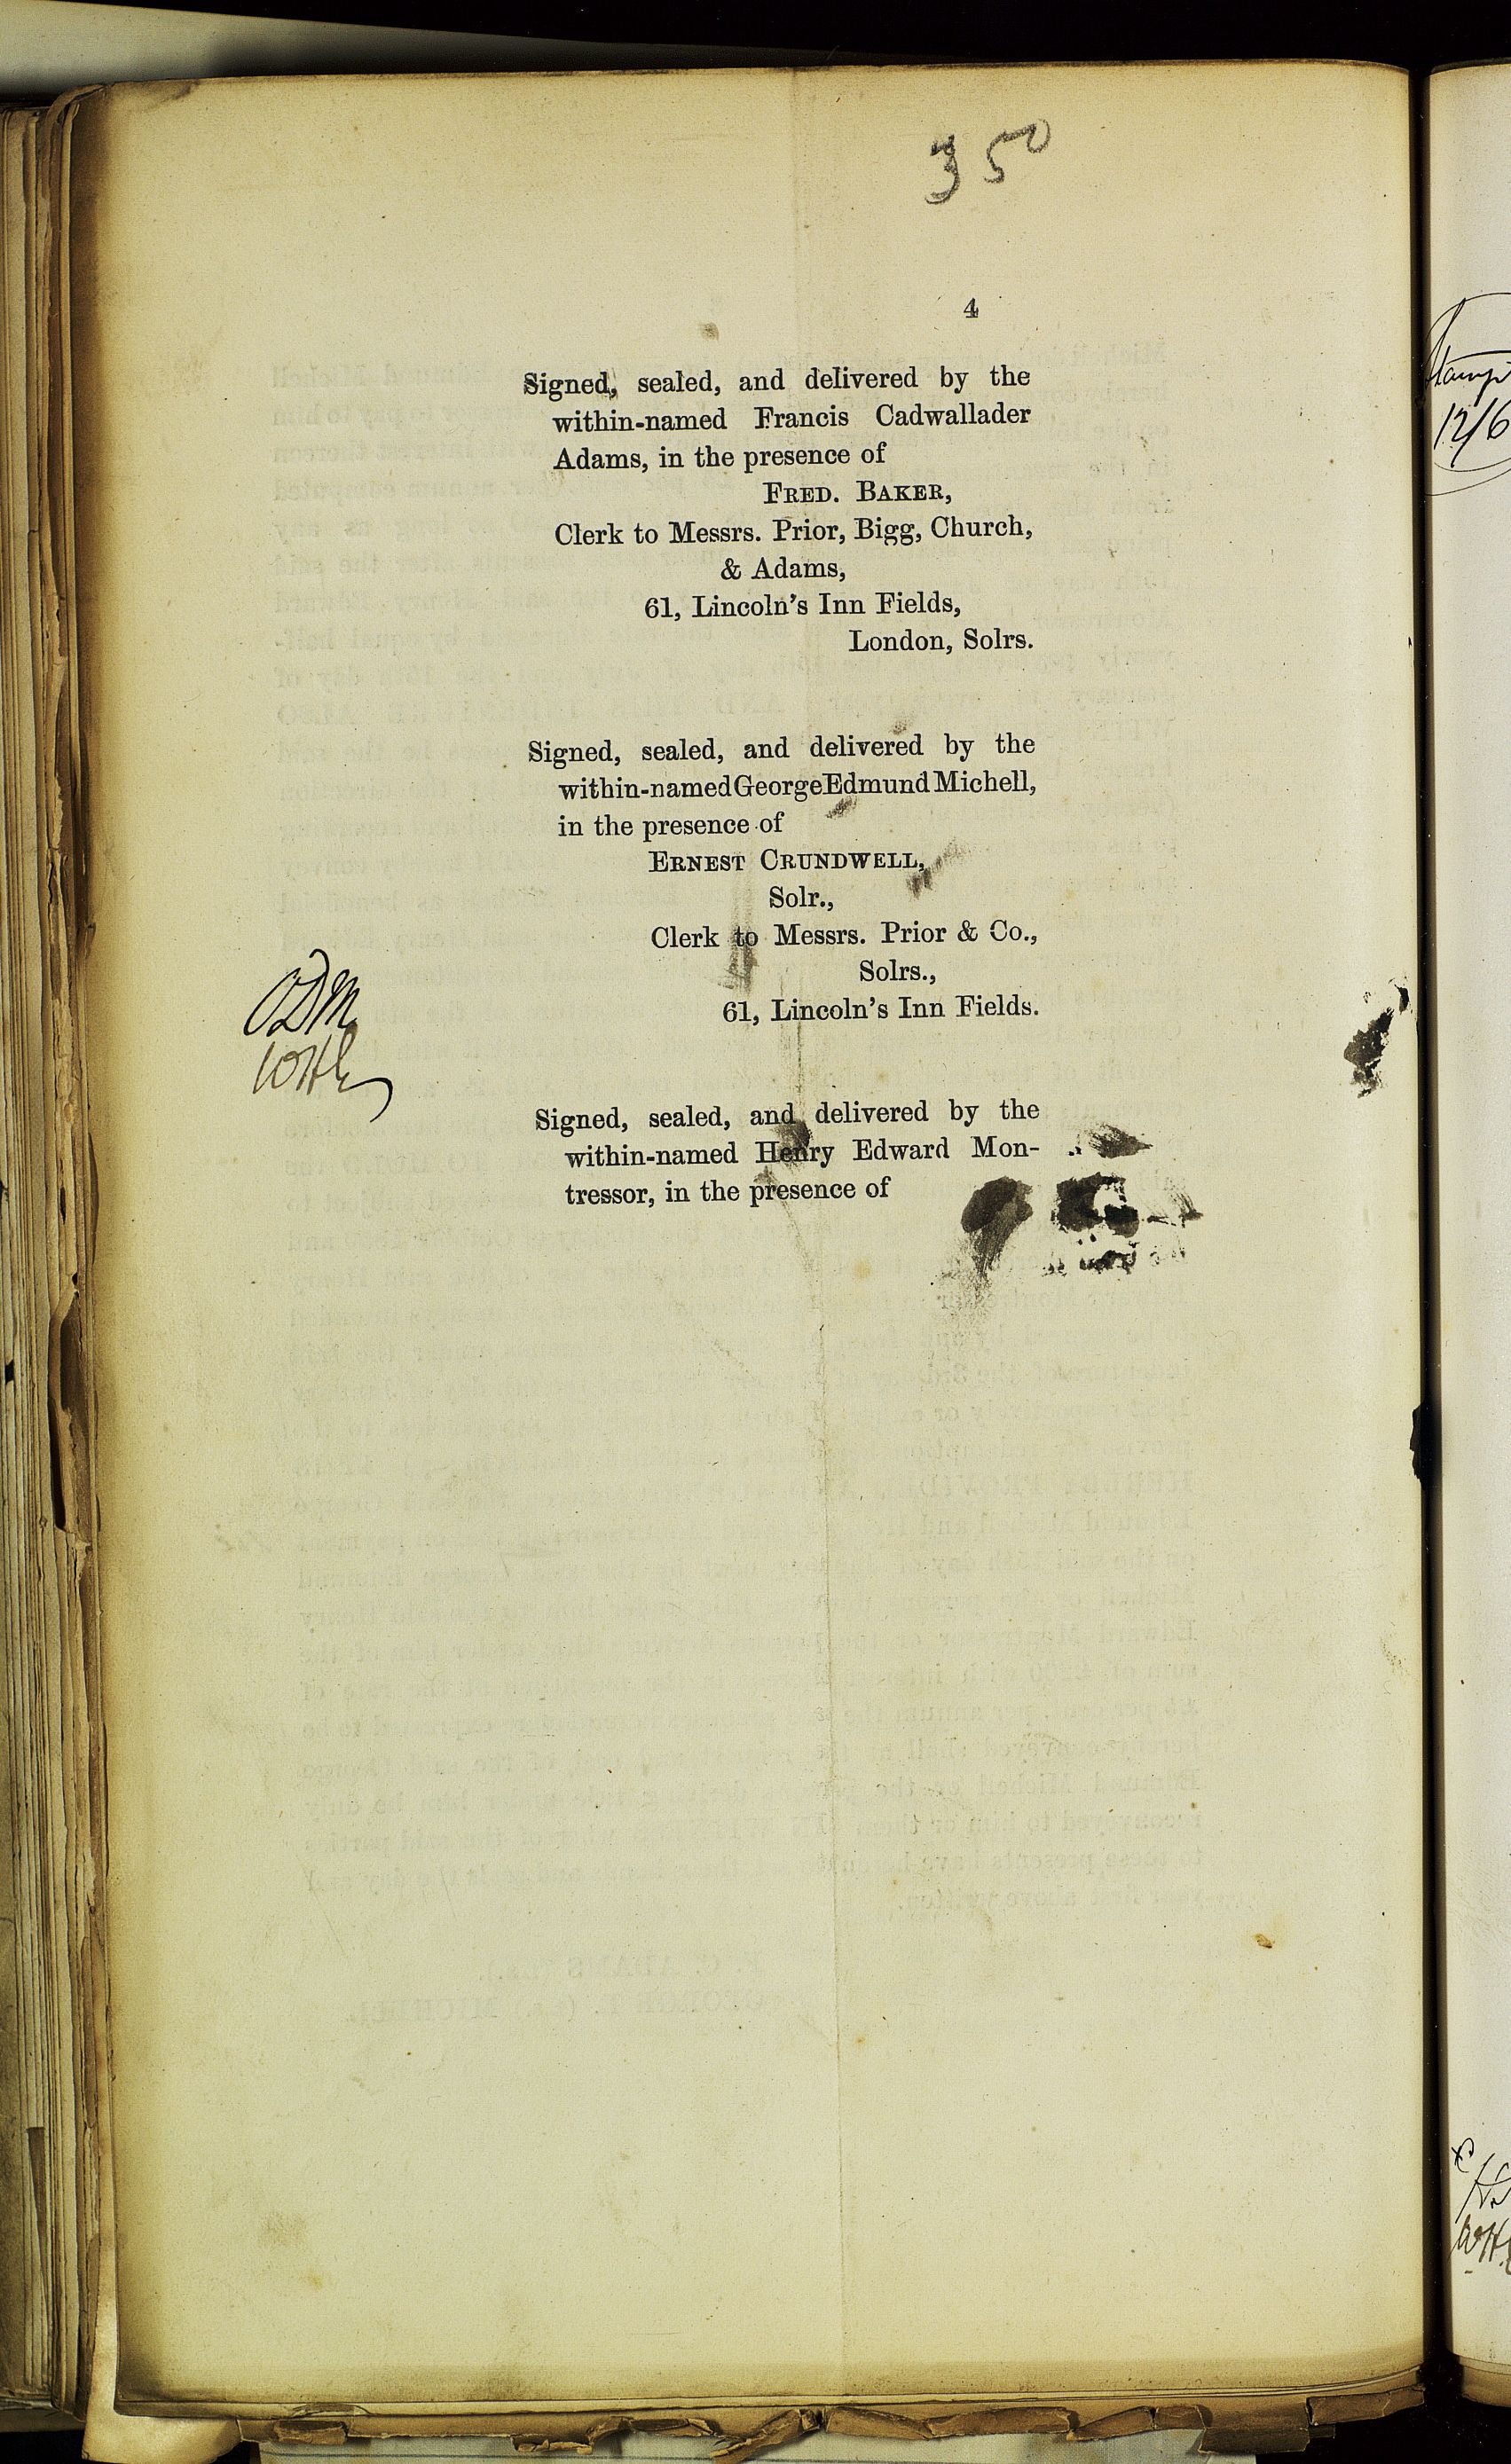 350
4
Signed, sealed, and delivered by the
within-named Francis Cadwallader
Adams, in the presence of
FRED. BAKER,
Clerk to Messrs. Prior, Bigg, Church,
& Adams,
61, Lincoln's Inn Fields,
London, Solrs.
Signed, sealed, and delivered by the
within-named George Edmund Michell,
in the presence of
ERNEST CRUNDWELL,
Solr.,
Clerk to Messrs. Prior & Co.,
Solrs.,
61, Lincoln's Inn Fields.
ODM
Signed, sealed, and delivered by the
within-named Henry Edward Mon-
tressor, in the presence of
Stamp
12/6